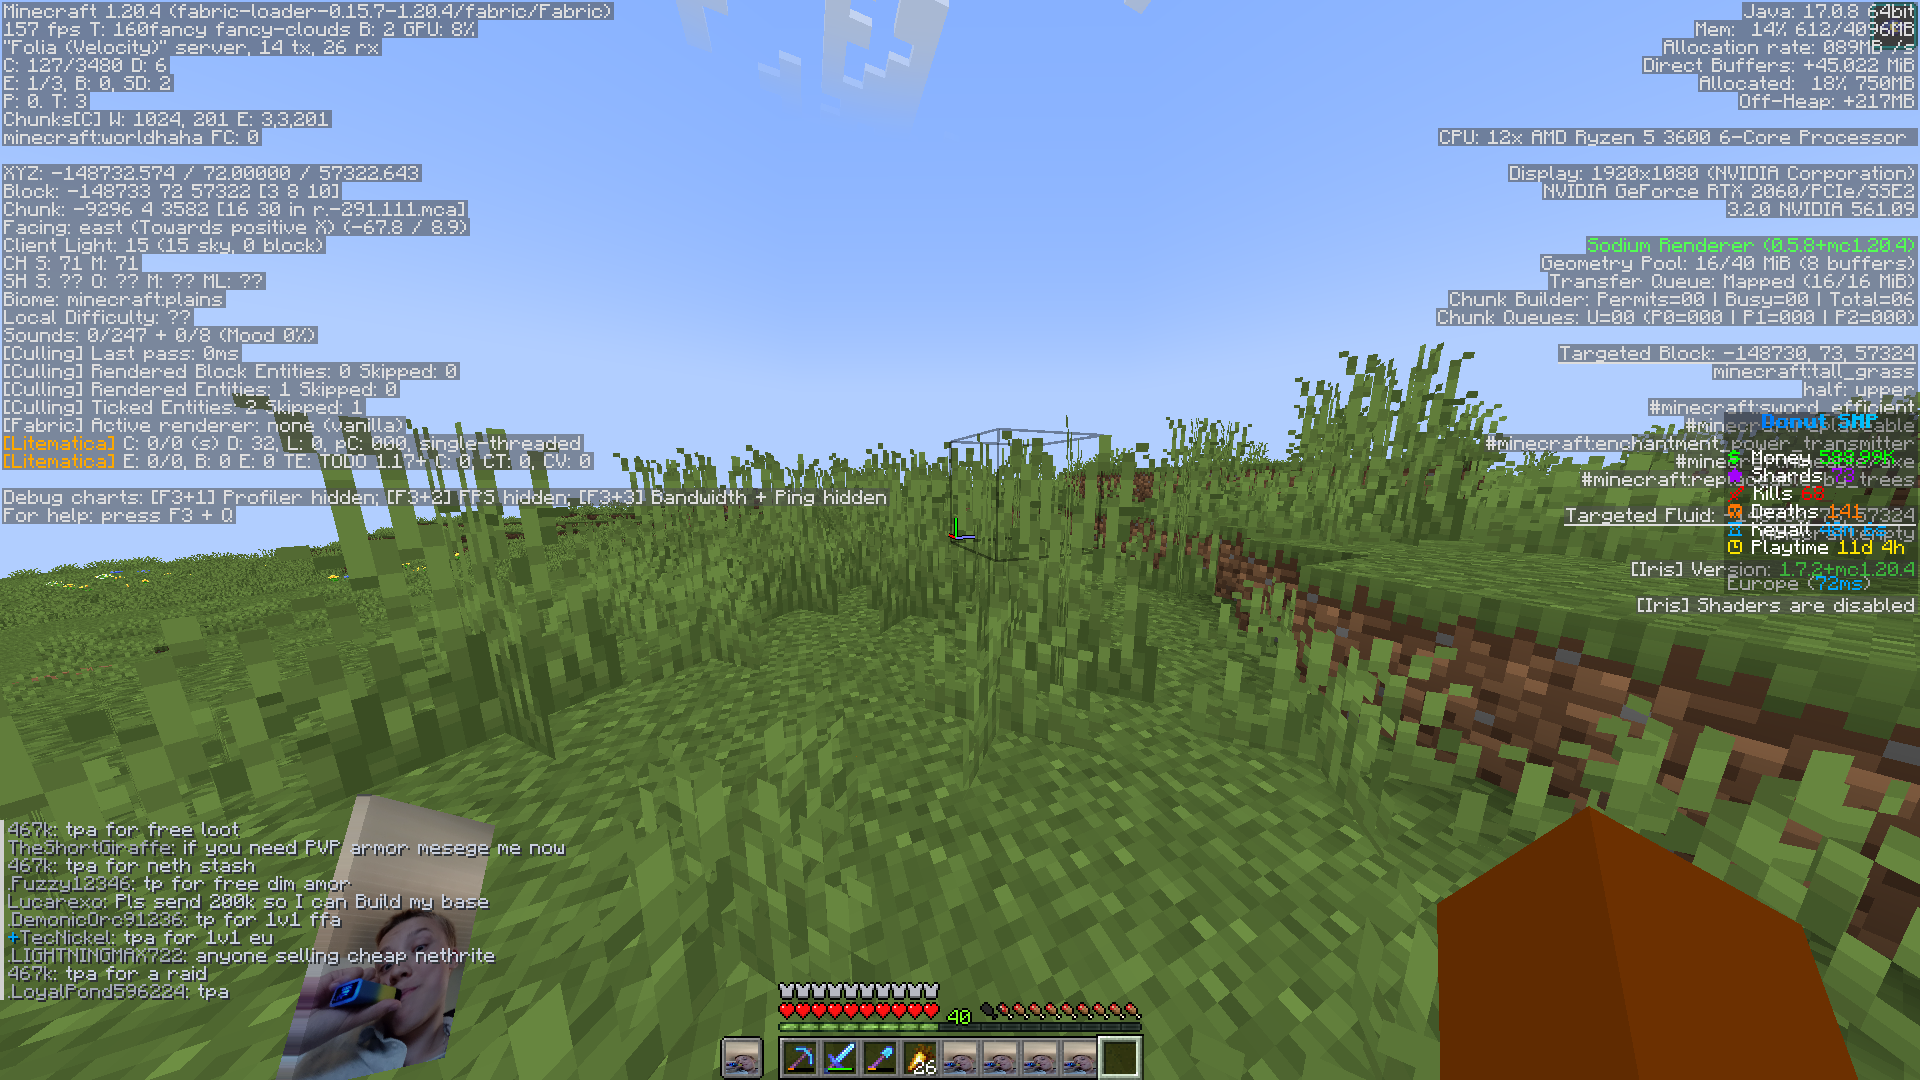 Minecraft 1.20.4 (fabric-loader-0.15.7-1.20.4/fabric/Fabric)
157 fps T: 160fancy fancy-clouds B: 2 GPU: 8%
"Folia (Velocity)" server, 14 tx, 26 rx
C: 127/3480 D: 6
E: 1/3, B: 0, SD: 2
P: 0. T: 3
Chunks[C] W: 1024, 201 E: 3,3,201
minecraft:worldhaha FC: 0
XYZ: -148732.574 / 72.00000 / 57322.643
Block: -148733 72 57322 [3 8 10]
Chunk: -9296 4 3582 [16 30 in r.-291.111.mca]
Facing: east (Towards positive X) (-67.8 / 8.9)
Client Light: 15 (15 sky, 0 block)
CH S: 71 M: 71
SH S: ?? O: ?? M: ?? ML: ??
Biome: minecraft:plains
Local Difficulty: ??
Sounds: 0/247 + 0/8 (Mood 0%)
[Culling] Last pass: 0ms
[Culling] Rendered Block Entities: 0 Skipped: 0
[Culling] Rendered Entities: 1 Skipped: 0
[Culling] Ticked Entities: 2 Skipped: 1
[Fabric] Active renderer: none (vanilla)
[Litematica] C: 0/0 (s) D: 32, L: 0, pC: 000, single-threaded
[Litematica] E: 0/0, B: 0 E: 0 TE: TODO 1.17+ C: 0, CT: 0, CV: 0
Debug charts: [F3+1] Profiler hidden; [F3+2] FPS hidden; [F3+3] Bandwidth + Ping hidden
For help: press F3 + Q
Java: 17.0.8 64bit
Mem: 14% 612/4096MB
Allocation rate: 089MB /s
Direct Buffers: +45.022 MiB
Allocated: 18% 750MB
Off-Heap: +217MB
CPU: 12x AMD Ryzen 5 3600 6-Core Processor
Display: 1920x1080 (NVIDIA Corporation)
NVIDIA GeForce RTX 2060/PCIe/SSE2
3.2.0 NVIDIA 561.09
Sodium Renderer (0.5.8+mc1.20.4)
Geometry Pool: 16/40 MiB (8 buffers)
Transfer Queue: Mapped (16/16 MiB)
Chunk Builder: Permits=00 | Busy=00 | Total=06
Chunk Queues: U=00 (P0=000 | P1=000 | P2=000)
Targeted Block: -148730, 73, 57324
minecraft:tall_grass
half: upper
#minecraft:sword_efficient
Donut SMP
#minecraft:enchantment_power_transmitter
Money
Shards 73
Kills 60
Targeted Fluid:
Deaths 141
Keyall
Playtime 11d 4h
[Iris] Version: 1.7.2+mc1.20.4
Europe (72ms)
[Iris] Shaders are disabled
467k: tpa for free loot
TheShortGiraffe: if you need PVP armor mesege me now
467k: tpa for neth stash
.Fuzzy12346: tp for free dim amor
Lucarexo: Pls send 200k so I can Build my base
.DemonicOrc91236: tp for 1v1 ffa
+TecNickel: tpa for 1v1 eu
.LIGHTNINGMAX722: anyone selling cheap nethrite
467k: tpa for a raid
.LoyalPond596224: tpa
40
26